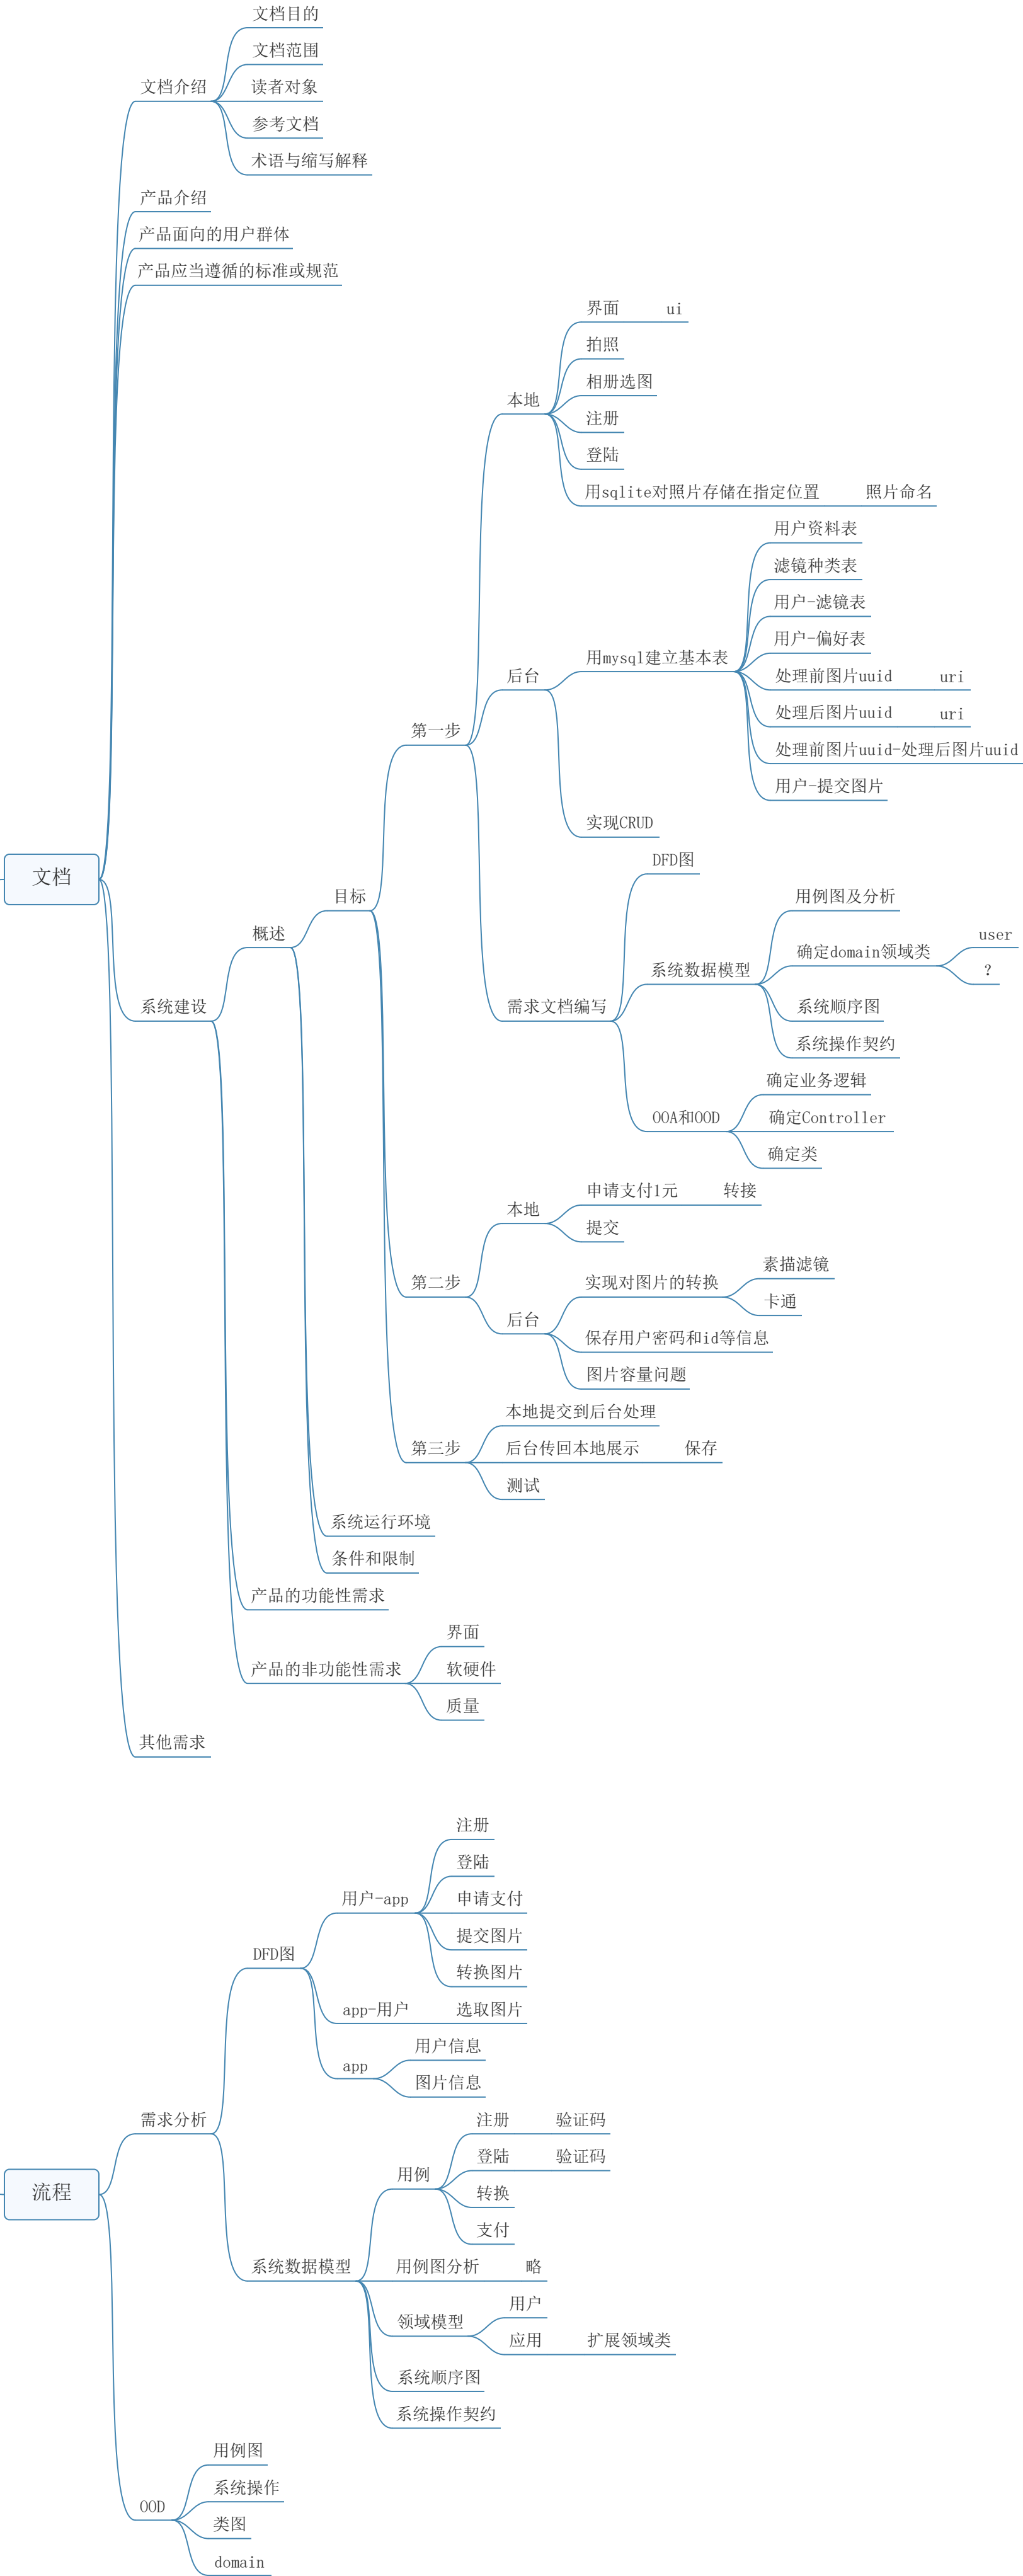 文档目的
文档范围
文档介绍
读者对象
参考文档
术语与缩写解释
产品介绍
产品面向的用户群体
产品应当遵循的标准或规范
界面 ui
拍照
相册选图
本地
注册
登陆
用sqlite对照片存储在指定位置 照片命名
用户资料表
滤镜种类表
用户-滤镜表
用户-偏好表
用mysql建立基本表
后台
处理前图片uuid uri
处理后图片uuid uri
第一步
处理前图片uuid-处理后图片uuid
用户-提交图片
实现CRUD
DFD图
文档
目标
用例图及分析
概述
user
确定domain领域类
系统数据模型
?
系统建设
需求文档编写
系统顺序图
系统操作契约
确定业务逻辑
OOA和OOD
确定Controller
确定类
申请支付1元 转接
本地
提交
素描滤镜
第二步
实现对图片的转换
卡通
后台
保存用户密码和id等信息
图片容量问题
本地提交到后台处理
第三步
后台传回本地展示 保存
测试
系统运行环境
条件和限制
产品的功能性需求
界面
产品的非功能性需求
软硬件
质量
其他需求
注册
登陆
用户-app
申请支付
提交图片
DFD图
转换图片
app-用户 选取图片
用户信息
app
图片信息
需求分析
注册 验证码
登陆 验证码
用例
流程
转换
支付
系统数据模型
用例图分析 略
用户
领域模型
应用 扩展领域类
系统顺序图
系统操作契约
用例图
系统操作
OOD
类图
domain